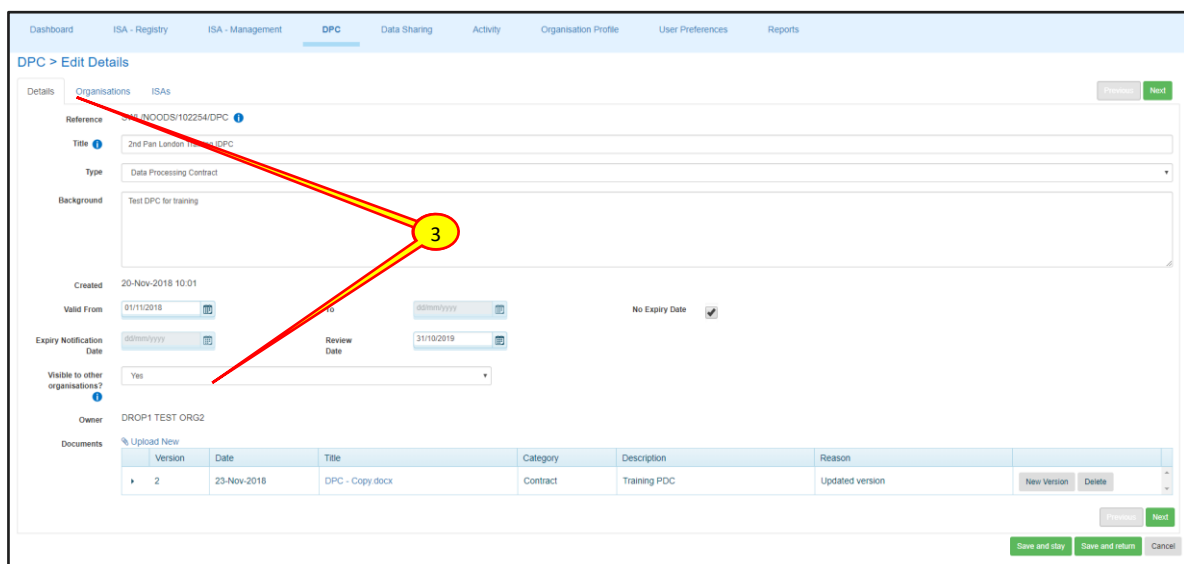 Dashboard ISA - Registry ISA - Management DPC Data Sharing Activity Organisation Profile User Preferences Reports
DPC > Edit Details
Details Organisations ISAs Previous Next
Reference /NOODS/102254/DPC
Title 2nd Pan London IDPC
Type Data Processing Contract
Background Test DPC for training
3
Created 20-Nov-2018 10:01
Valid From 01/11/2018 To dd/mm/yyyy No Expiry Date
Expiry Notification Date dd/mm/yyyy Review Date 31/10/2019
Visible to other organisations? Yes
Owner DROP1 TEST ORG2
Documents Upload New
Version Date Title Category Description Reason
2 23-Nov-2018 DPC - Copy.docx Contract Training PDC Updated version New Version Delete
Previous Next
Save and stay Save and return Cancel